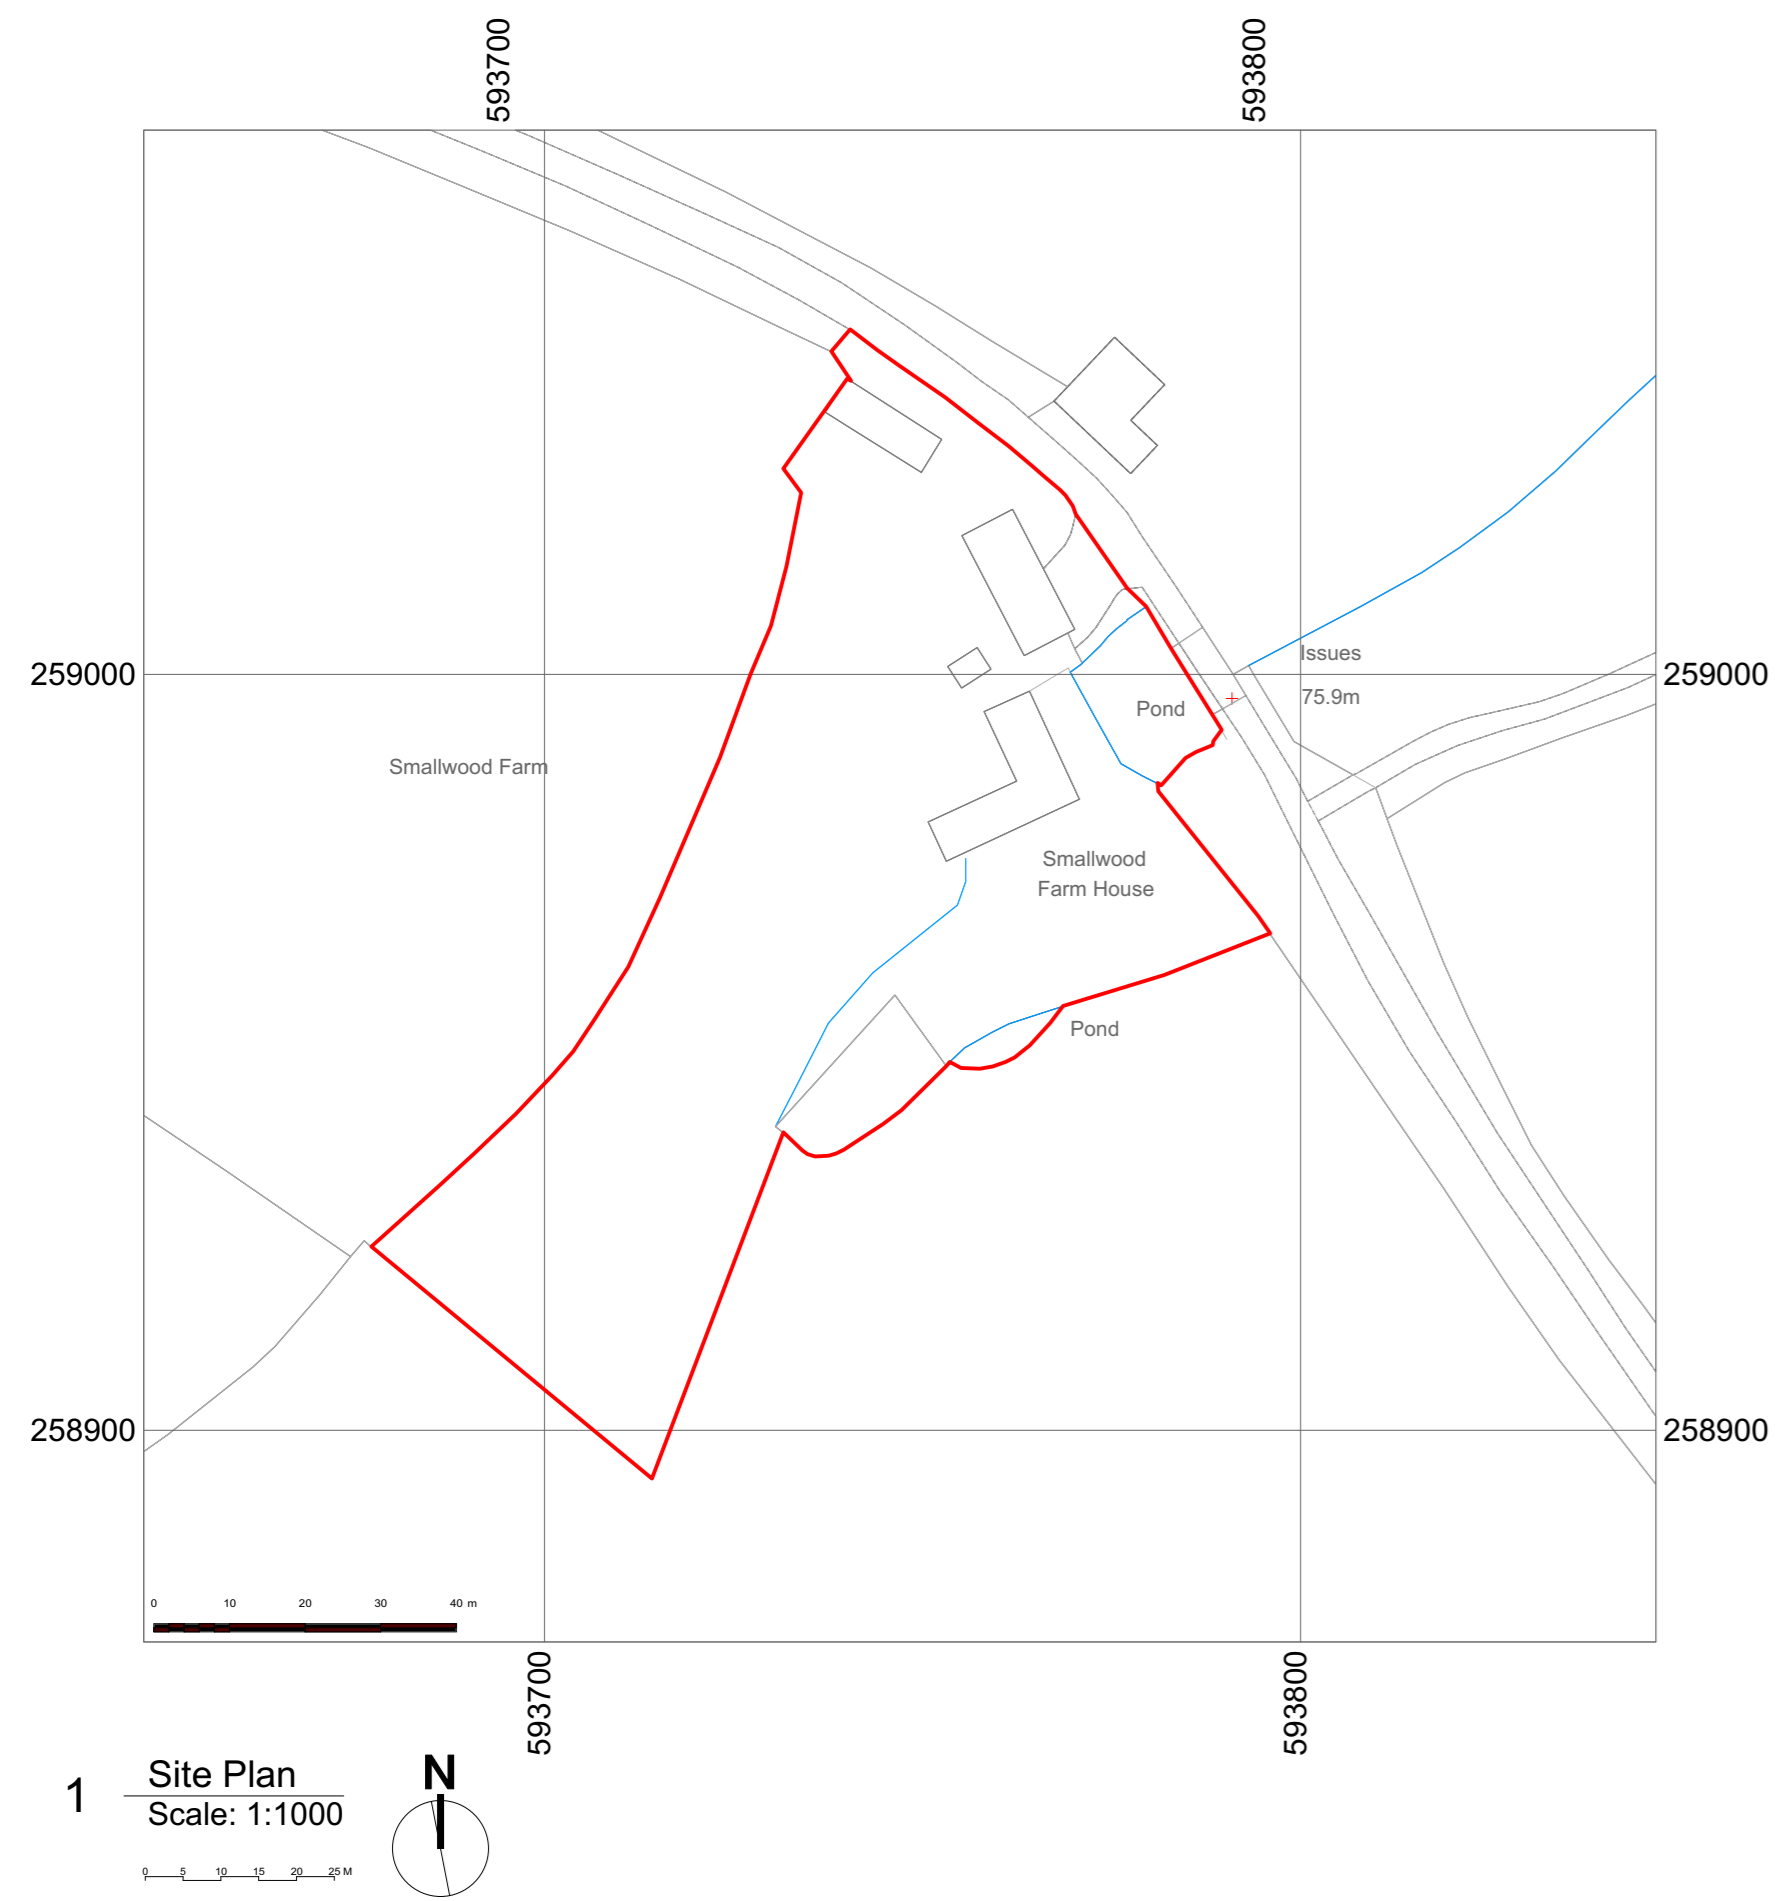 593700
593800
259000
259000
Issues
75.9m
Pond
Smallwood Farm
Smallwood
Farm House
Pond
258900
258900
0 10 20 30 40 m
593700
593800
N
1
Site Plan
Scale: 1:1000
0 5 10 15 20 25 M